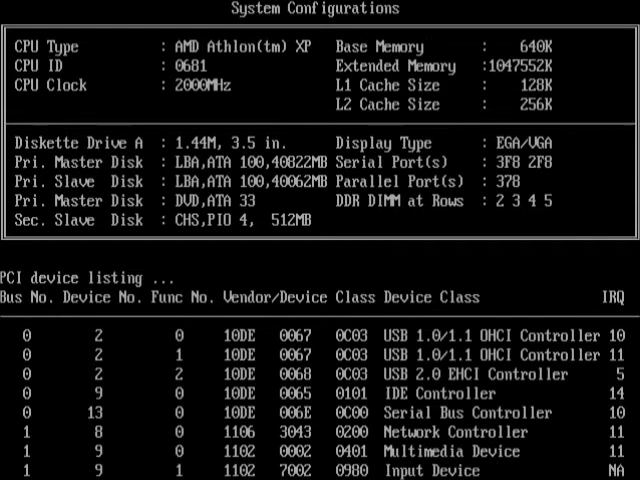 System Configurations
CPU Type : AMD Athlon(tm) XP Base Memory : 640K
CPU ID : 0681 Extended Memory :1047552K
CPU Clock : 2000MHz L1 Cache Size : 128K
L2 Cache Size : 256K
Diskette Drive A : 1.44M, 3.5 in. Display Type : EGA/VGA
Pri. Master Disk : LBA,ATA 100,40822MB Serial Port(s) : 3F8 2F8
Pri. Slave Disk : LBA,ATA 100,40062MB Parallel Port(s) : 378
Pri. Master Disk : DVD,ATA 33 DDR DIMM at Rows : 2 3 4 5
Sec. Slave Disk : CHS,PIO 4, 512MB
PCI device listing ...
Bus No. Device No. Func No. Vendor/Device Class Device Class IRQ
0 2 0 10DE 0067 0C03 USB 1.0/1.1 OHCI Controller 10
0 2 1 10DE 0067 0C03 USB 1.0/1.1 OHCI Controller 11
0 2 2 10DE 0068 0C03 USB 2.0 EHCI Controller 5
0 9 0 10DE 0065 0101 IDE Controller 14
0 13 0 10DE 006E 0C00 Serial Bus Controller 10
1 8 0 1106 3043 0200 Network Controller 11
1 9 0 1102 0002 0401 Multimedia Device 11
1 9 1 1102 7002 0980 Input Device NA